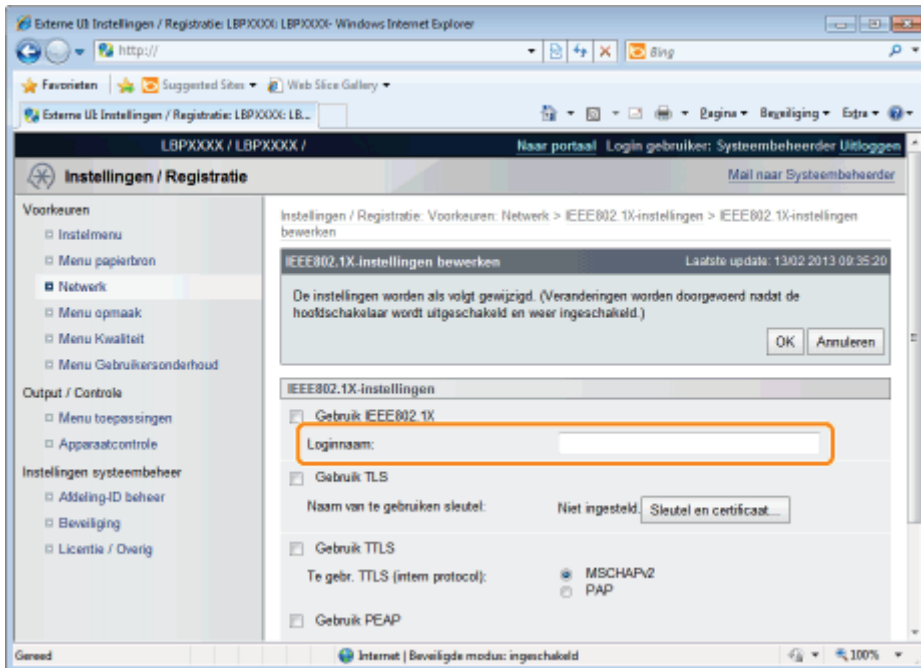 Externe UI: Instellingen / Registratie: LBPXXXX: LBPXXXX- Windows Internet Explorer
http://
Bing
Favorieten Suggested Sites Web Slice Gallery
Externe UI: Instellingen / Registratie: LBPXXXX: LB...
Pagina Beveiliging Extra
LBPXXXX / LBPXXXX /
Naar portaal Login gebruiker: Systeembeheerder Uitloggen
Instellingen / Registratie
Mail naar Systeembeheerder
Voorkeuren
Instelmenu
Menu papierbron
Netwerk
Menu opmaak
Menu Kwaliteit
Menu Gebruikersonderhoud
Output / Controle
Menu toepassingen
Apparaatcontrole
Instellingen systeembeheer
Afdeling-ID beheer
Beveiliging
Licentie / Overig
Instellingen / Registratie: Voorkeuren: Netwerk > IEEE802.1X-instellingen > IEEE802.1X-instellingen
bewerken
IEEE802.1X-instellingen bewerken
Laatste update: 13/02 2013 09:35:20
De instellingen worden als volgt gewijzigd. (Veranderingen worden doorgevoerd nadat de
hoofdschakelaar wordt uitgeschakeld en weer ingeschakeld.)
OK Annuleren
IEEE802.1X-instellingen
Gebruik IEEE802.1X
Loginnaam:
Gebruik TLS
Naam van te gebruiken sleutel: Niet ingesteld. Sleutel en certificaat...
Gebruik TTLS
Te gebr. TTLS (intern protocol): MSCHAPv2
PAP
Gebruik PEAP
Gereed
Internet | Beveiligde modus: ingeschakeld
100%